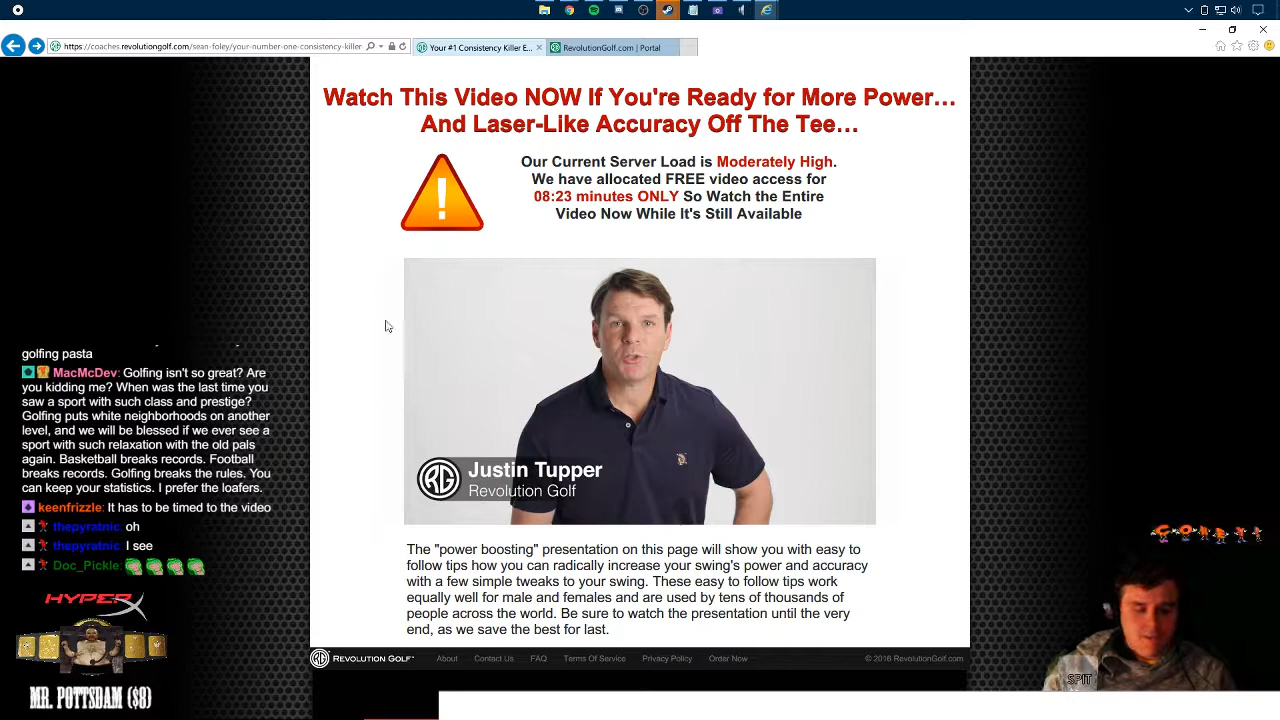 https://coaches.revolutiongolf.com/sean-foley/your-number-one-consistency-killer
Your #1 Consistency Killer E...
RevolutionGolf.com | Portal
Watch This Video NOW If You're Ready for More Power…
And Laser-Like Accuracy Off The Tee…
Our Current Server Load is Moderately High.
We have allocated FREE video access for
08:23 minutes ONLY So Watch the Entire
Video Now While It's Still Available
RG
Justin Tupper
Revolution Golf
The "power boosting" presentation on this page will show you with easy to
follow tips how you can radically increase your swing's power and accuracy
with a few simple tweaks to your swing. These easy to follow tips work
equally well for male and females and are used by tens of thousands of
people across the world. Be sure to watch the presentation until the very
end, as we save the best for last.
RG REVOLUTION GOLF
About
Contact Us
FAQ
Terms Of Service
Privacy Policy
Order Now
© 2016 RevolutionGolf.com
golfing pasta
MacMcDev: Golfing isn't so great? Are
you kidding me? When was the last time you
saw a sport with such class and prestige?
Golfing puts white neighborhoods on another
level, and we will be blessed if we ever see a
sport with such relaxation with the old pals
again. Basketball breaks records. Football
breaks records. Golfing breaks the rules. You
can keep your statistics. I prefer the loafers.
keenfrizzle: It has to be timed to the video
thepyratnic: oh
thepyratnic: I see
Doc_Pickle:
HYPERX
MR. POTTSDAM ($8)
SPIT